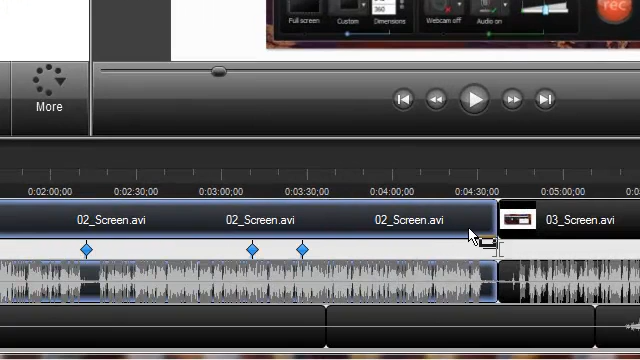 360
Full screen Custom Dimensions Webcam off Audio on
rec
More
0:02:00;00 0:02:30;00 0:03:00;00 0:03:30;00 0:04:00;00 0:04:30;00 0:05:00;00
02_Screen.avi 02_Screen.avi 02_Screen.avi 03_Screen.avi